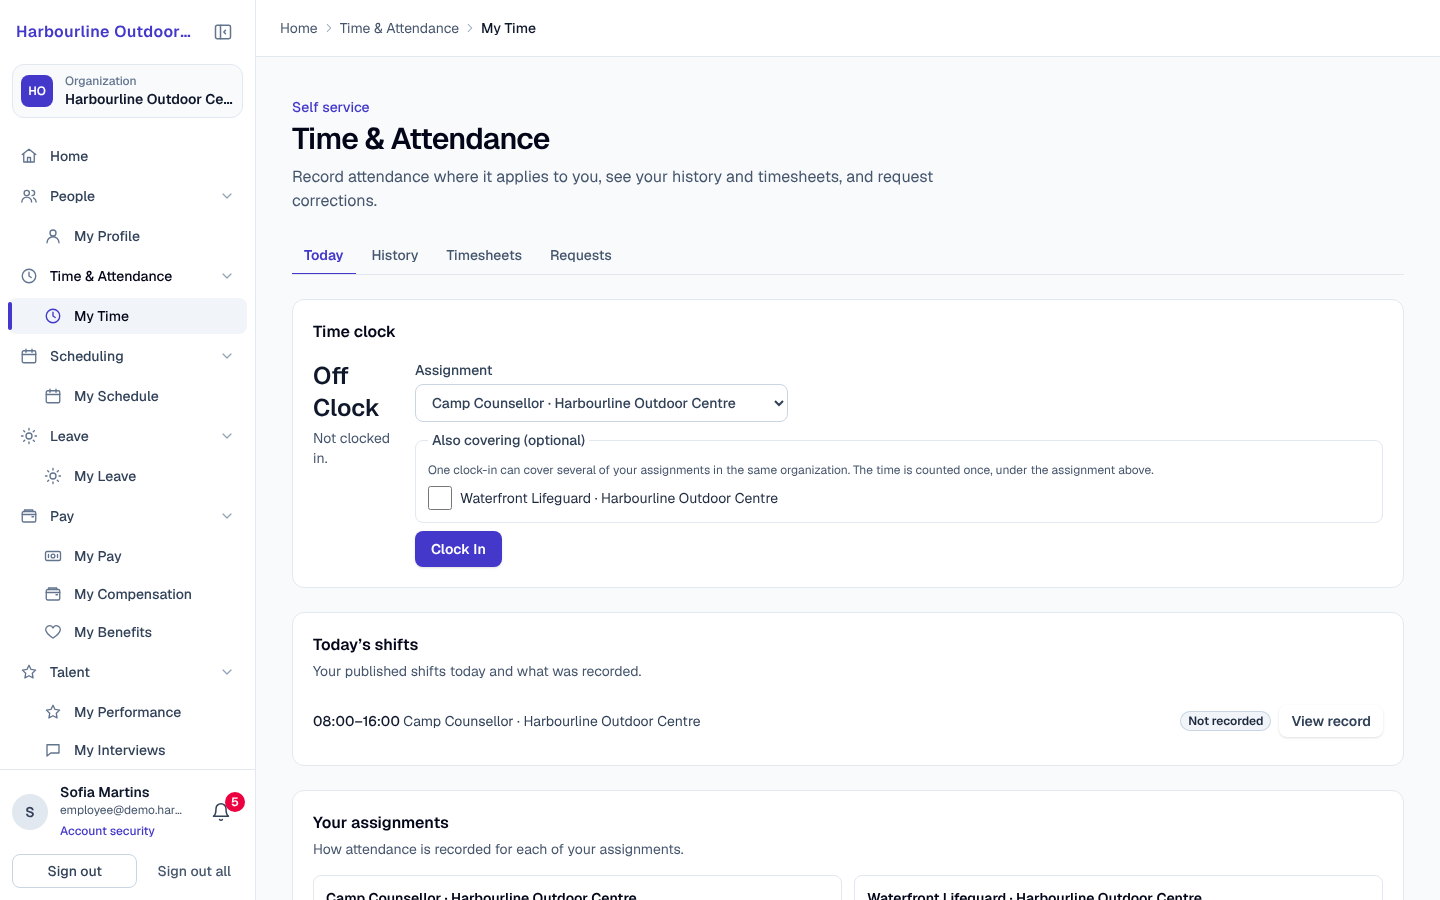 Harbourline Outdoor...
HO
Organization
Harbourline Outdoor Ce...
Home
People
My Profile
Time & Attendance
My Time
Scheduling
My Schedule
Leave
My Leave
Pay
My Pay
My Compensation
My Benefits
Talent
My Performance
My Interviews
S
Sofia Martins
employee@demo.har...
Account security
5
Sign out
Sign out all
Home > Time & Attendance > My Time
Self service
Time & Attendance
Record attendance where it applies to you, see your history and timesheets, and request
corrections.
Today
History
Timesheets
Requests
Time clock
Off
Clock
Not clocked
in.
Assignment
Camp Counsellor · Harbourline Outdoor Centre
Also covering (optional)
One clock-in can cover several of your assignments in the same organization. The time is counted once, under the assignment above.
Waterfront Lifeguard · Harbourline Outdoor Centre
Clock In
Today's shifts
Your published shifts today and what was recorded.
08:00–16:00 Camp Counsellor · Harbourline Outdoor Centre
Not recorded
View record
Your assignments
How attendance is recorded for each of your assignments.
Camp Counsellor · Harbourline Outdoor Centre
Waterfront Lifeguard · Harbourline Outdoor Centre